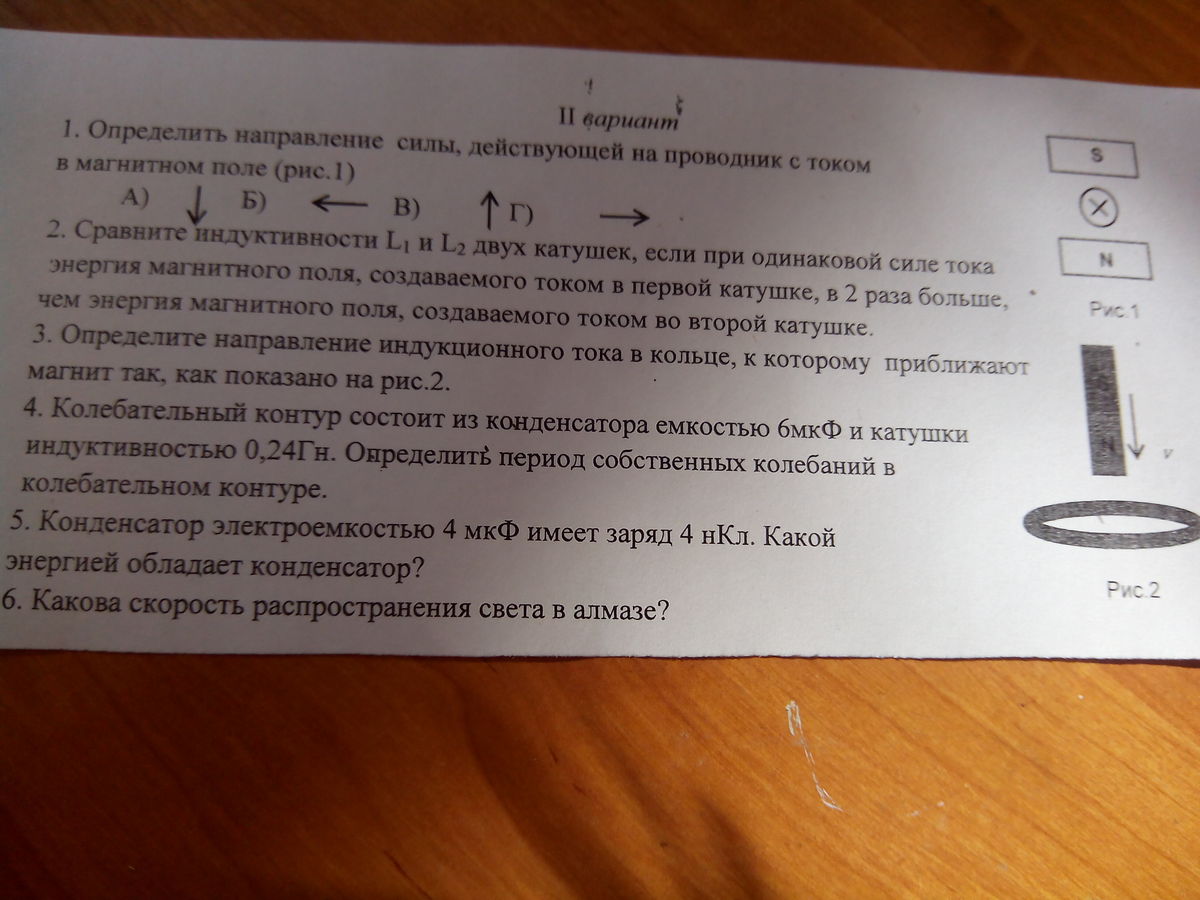 II вариант
1. Определить направление силы, действующей на проводник с током
в магнитном поле (рис.1)
А) ↓ Б) ← В) ↑ Г) →
2. Сравните индуктивности L₁ и L₂ двух катушек, если при одинаковой силе тока
энергия магнитного поля, создаваемого током в первой катушке, в 2 раза больше,
чем энергия магнитного поля, создаваемого током во второй катушке.
3. Определите направление индукционного тока в кольце, к которому приближают
магнит так, как показано на рис.2.
4. Колебательный контур состоит из конденсатора емкостью 6мкФ и катушки
индуктивностью 0,24Гн. Определить период собственных колебаний в
колебательном контуре.
5. Конденсатор электроемкостью 4 мкФ имеет заряд 4 нКл. Какой
энергией обладает конденсатор?
6. Какова скорость распространения света в алмазе?
S
N
Рис.1
N
v
Рис.2